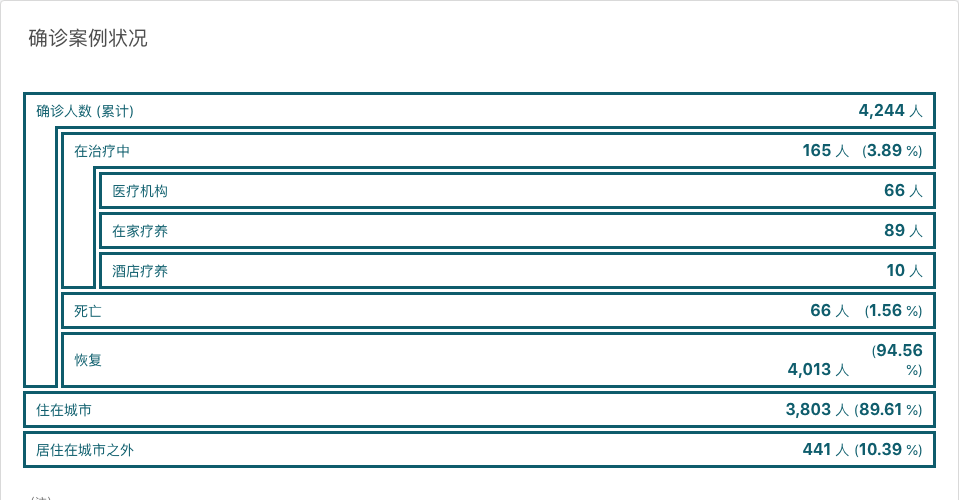 确诊案例状况
确诊人数 (累计) 4,244 人
在治疗中 165 人 (3.89 %)
医疗机构 66 人
在家疗养 89 人
酒店疗养 10 人
死亡 66 人 (1.56 %)
恢复 4,013 人 (94.56 %)
住在城市 3,803 人 (89.61 %)
居住在城市之外 441 人 (10.39 %)